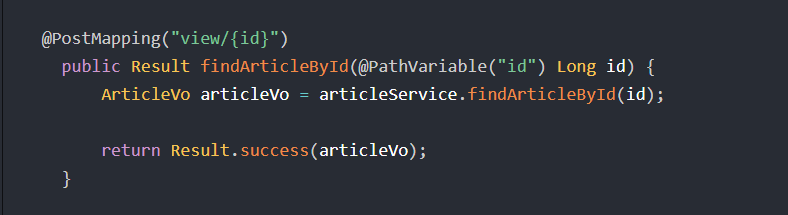 @PostMapping("view/{id}")
public Result findArticleById(@PathVariable("id") Long id) {
ArticleVo articleVo = articleService.findArticleById(id);
return Result.success(articleVo);
}